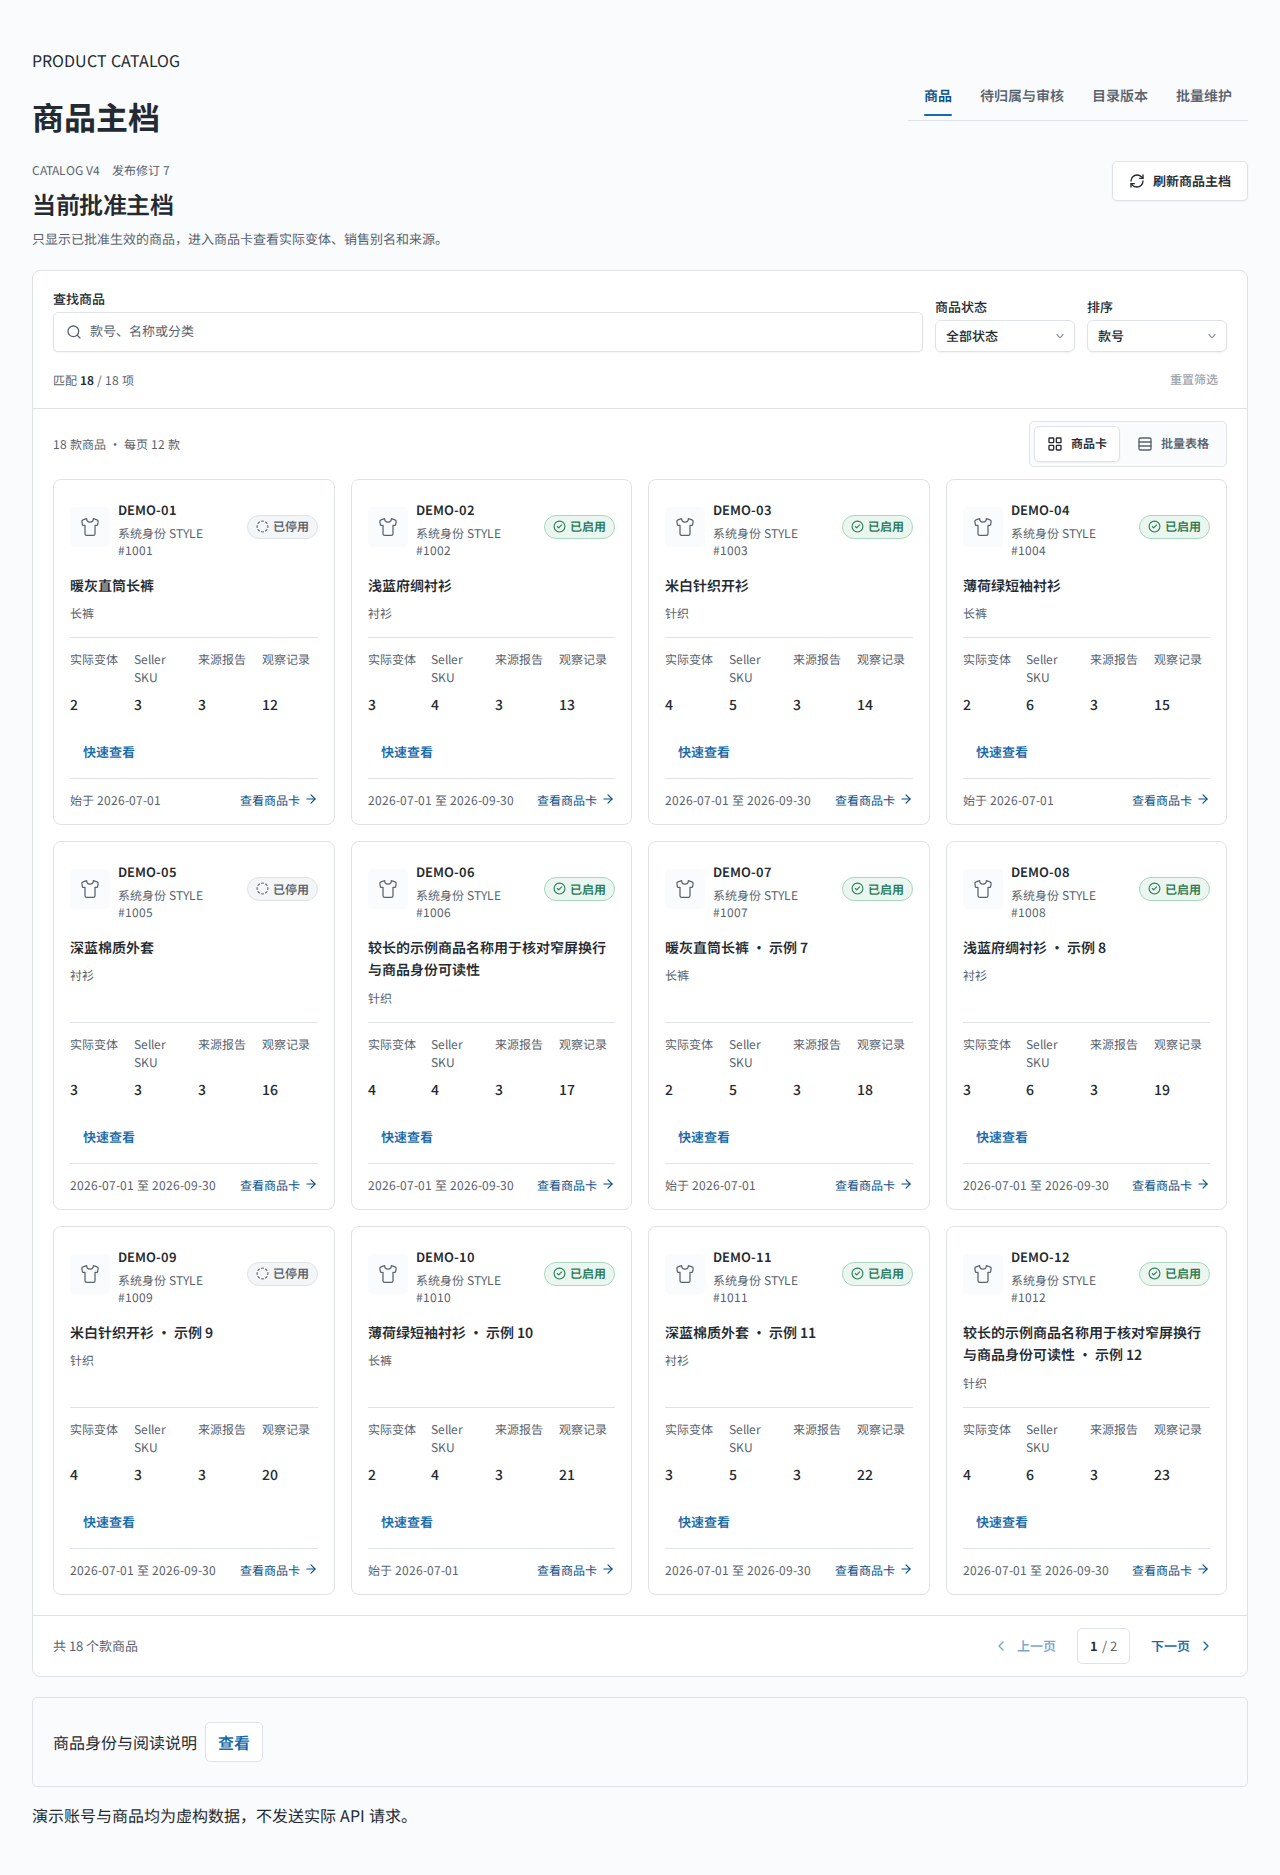 PRODUCT CATALOG
商品主档
商品 待归属与审核 目录版本 批量维护
CATALOG V4 发布修订 7
当前批准主档
只显示已批准生效的商品，进入商品卡查看实际变体、销售别名和来源。
刷新商品主档
查找商品
款号、名称或分类
商品状态
全部状态
排序
款号
匹配 18 / 18 项
重置筛选
18 款商品 · 每页 12 款
商品卡 批量表格
DEMO-01
系统身份 STYLE
#1001
已停用
暖灰直筒长裤
长裤
实际变体 Seller SKU 来源报告 观察记录
2 3 3 12
快速查看
始于 2026-07-01 查看商品卡
DEMO-02
系统身份 STYLE
#1002
已启用
浅蓝府绸衬衫
衬衫
实际变体 Seller SKU 来源报告 观察记录
3 4 3 13
快速查看
2026-07-01 至 2026-09-30 查看商品卡
DEMO-03
系统身份 STYLE
#1003
已启用
米白针织开衫
针织
实际变体 Seller SKU 来源报告 观察记录
4 5 3 14
快速查看
2026-07-01 至 2026-09-30 查看商品卡
DEMO-04
系统身份 STYLE
#1004
已启用
薄荷绿短袖衬衫
长裤
实际变体 Seller SKU 来源报告 观察记录
2 6 3 15
快速查看
始于 2026-07-01 查看商品卡
DEMO-05
系统身份 STYLE
#1005
已停用
深蓝棉质外套
衬衫
实际变体 Seller SKU 来源报告 观察记录
3 3 3 16
快速查看
2026-07-01 至 2026-09-30 查看商品卡
DEMO-06
系统身份 STYLE
#1006
已启用
较长的示例商品名称用于核对窄屏换行
与商品身份可读性
针织
实际变体 Seller SKU 来源报告 观察记录
4 4 3 17
快速查看
2026-07-01 至 2026-09-30 查看商品卡
DEMO-07
系统身份 STYLE
#1007
已启用
暖灰直筒长裤 · 示例 7
长裤
实际变体 Seller SKU 来源报告 观察记录
2 5 3 18
快速查看
始于 2026-07-01 查看商品卡
DEMO-08
系统身份 STYLE
#1008
已启用
浅蓝府绸衬衫 · 示例 8
衬衫
实际变体 Seller SKU 来源报告 观察记录
3 6 3 19
快速查看
2026-07-01 至 2026-09-30 查看商品卡
DEMO-09
系统身份 STYLE
#1009
已停用
米白针织开衫 · 示例 9
针织
实际变体 Seller SKU 来源报告 观察记录
4 3 3 20
快速查看
2026-07-01 至 2026-09-30 查看商品卡
DEMO-10
系统身份 STYLE
#1010
已启用
薄荷绿短袖衬衫 · 示例 10
长裤
实际变体 Seller SKU 来源报告 观察记录
2 4 3 21
快速查看
始于 2026-07-01 查看商品卡
DEMO-11
系统身份 STYLE
#1011
已启用
深蓝棉质外套 · 示例 11
衬衫
实际变体 Seller SKU 来源报告 观察记录
3 5 3 22
快速查看
2026-07-01 至 2026-09-30 查看商品卡
DEMO-12
系统身份 STYLE
#1012
已启用
较长的示例商品名称用于核对窄屏换行
与商品身份可读性 · 示例 12
针织
实际变体 Seller SKU 来源报告 观察记录
4 6 3 23
快速查看
2026-07-01 至 2026-09-30 查看商品卡
共 18 个款商品
上一页 1 / 2 下一页
商品身份与阅读说明 查看
演示账号与商品均为虚构数据，不发送实际 API 请求。